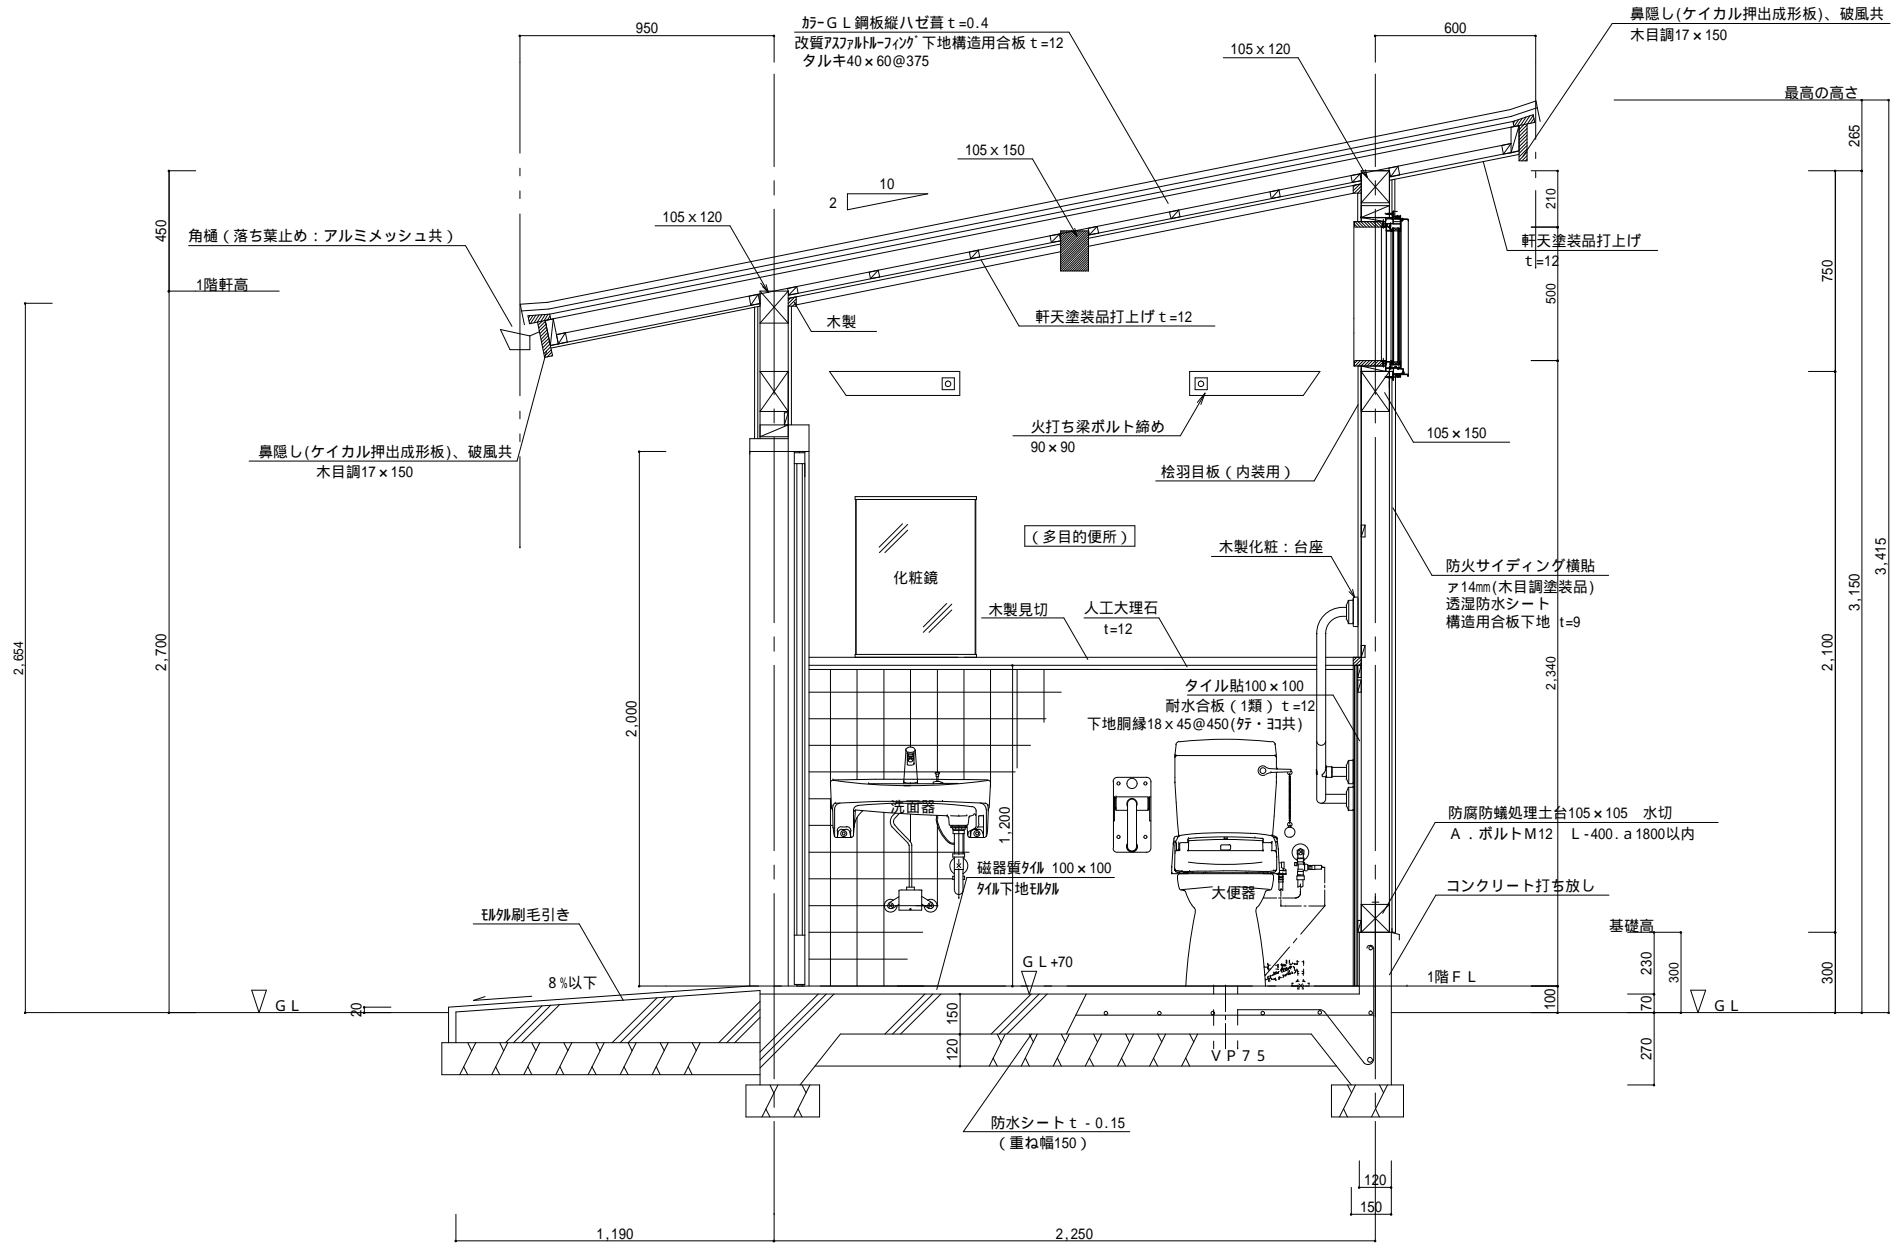 950
カラーＧＬ鋼板縦ハゼ葺ｔ=0.4
改質アスファルトルーフィング下地構造用合板ｔ=12
タルキ40×60@375
600
鼻隠し(ケイカル押出成形板)、破風共
木目調17×150
105×120
最高の高さ
265
105×150
10
2
105×120
210
450
角樋（落ち葉止め：アルミメッシュ共）
軒天塗装品打上げ
ｔ=12
750
1階軒高
500
木製
軒天塗装品打上げｔ=12
火打ち梁ボルト締め
90×90
105×150
鼻隠し(ケイカル押出成形板)、破風共
木目調17×150
桧羽目板（内装用）
（多目的便所）
木製化粧：台座
3,415
防火サイディング横貼
ァ14㎜(木目調塗装品)
透湿防水シート
構造用合板下地 t=9
3,150
化粧鏡
木製見切
人工大理石
t=12
2,654
2,700
2,100
2,340
タイル貼100×100
耐水合板（1類）ｔ=12
下地胴縁18×45@450(ﾀﾃ・ﾖｺ共)
2,000
洗面器
1,200
防腐防蟻処理土台105×105　水切
Ａ．ボルトＭ12　Ｌ-400.ａ1800以内
磁器質ﾀｲﾙ 100×100
ﾀｲﾙ下地ﾓﾙﾀﾙ
大便器
コンクリート打ち放し
ﾓﾙﾀﾙ刷毛引き
基礎高
ＧＬ+70
230
300
300
8％以下
1階ＦＬ
ＧＬ
20
150
100
70
ＧＬ
120
ＶＰ７５
270
防水シートｔ-0.15
（重ね幅150）
120
150
1,190
2,250